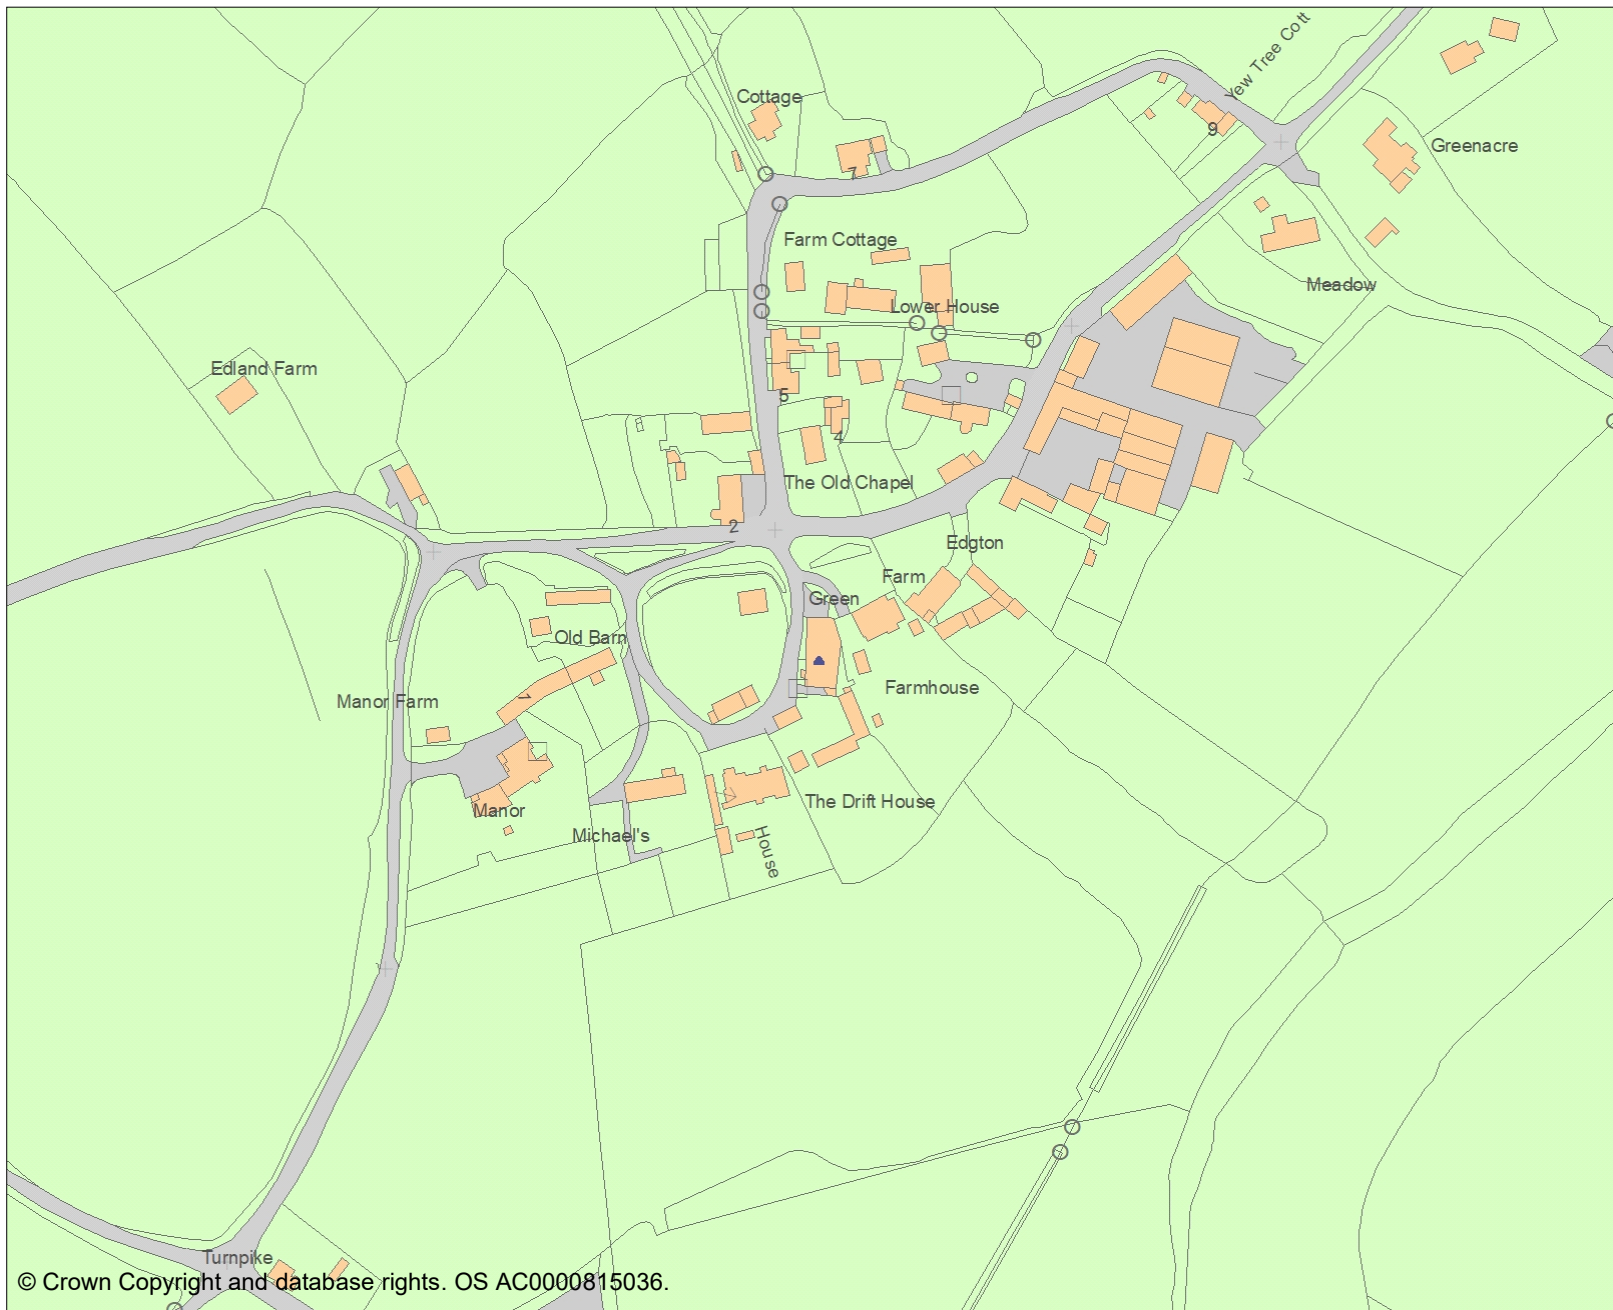 Yew Tree Cott
Cottage
9
Greenacre
7
Farm Cottage
Meadow
Lower House
Edland Farm
5
4
The Old Chapel
2
Edgton
Farm
Green
Old Barn
Farmhouse
Manor Farm
1
The Drift House
Manor
Michael's
House
Turnpike
© Crown Copyright and database rights. OS AC0000815036.